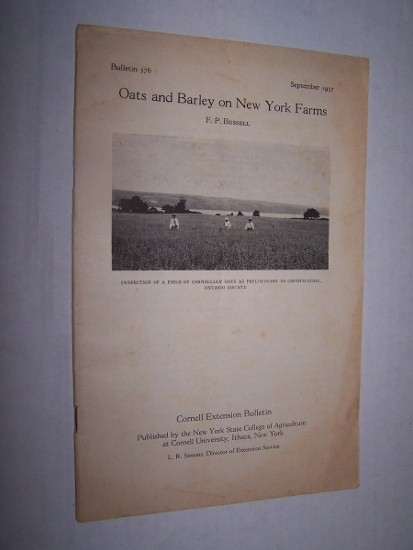 Bulletin 376
September 1937
Oats and Barley on New York Farms
F. P. Bussell
INSPECTION OF A FIELD OF CORNELLIAN OATS AS PRELIMINARY TO CERTIFICATION,
ONTARIO COUNTY
Cornell Extension Bulletin
Published by the New York State College of Agriculture
at Cornell University, Ithaca, New York
L. R. Simons, Director of Extension Service